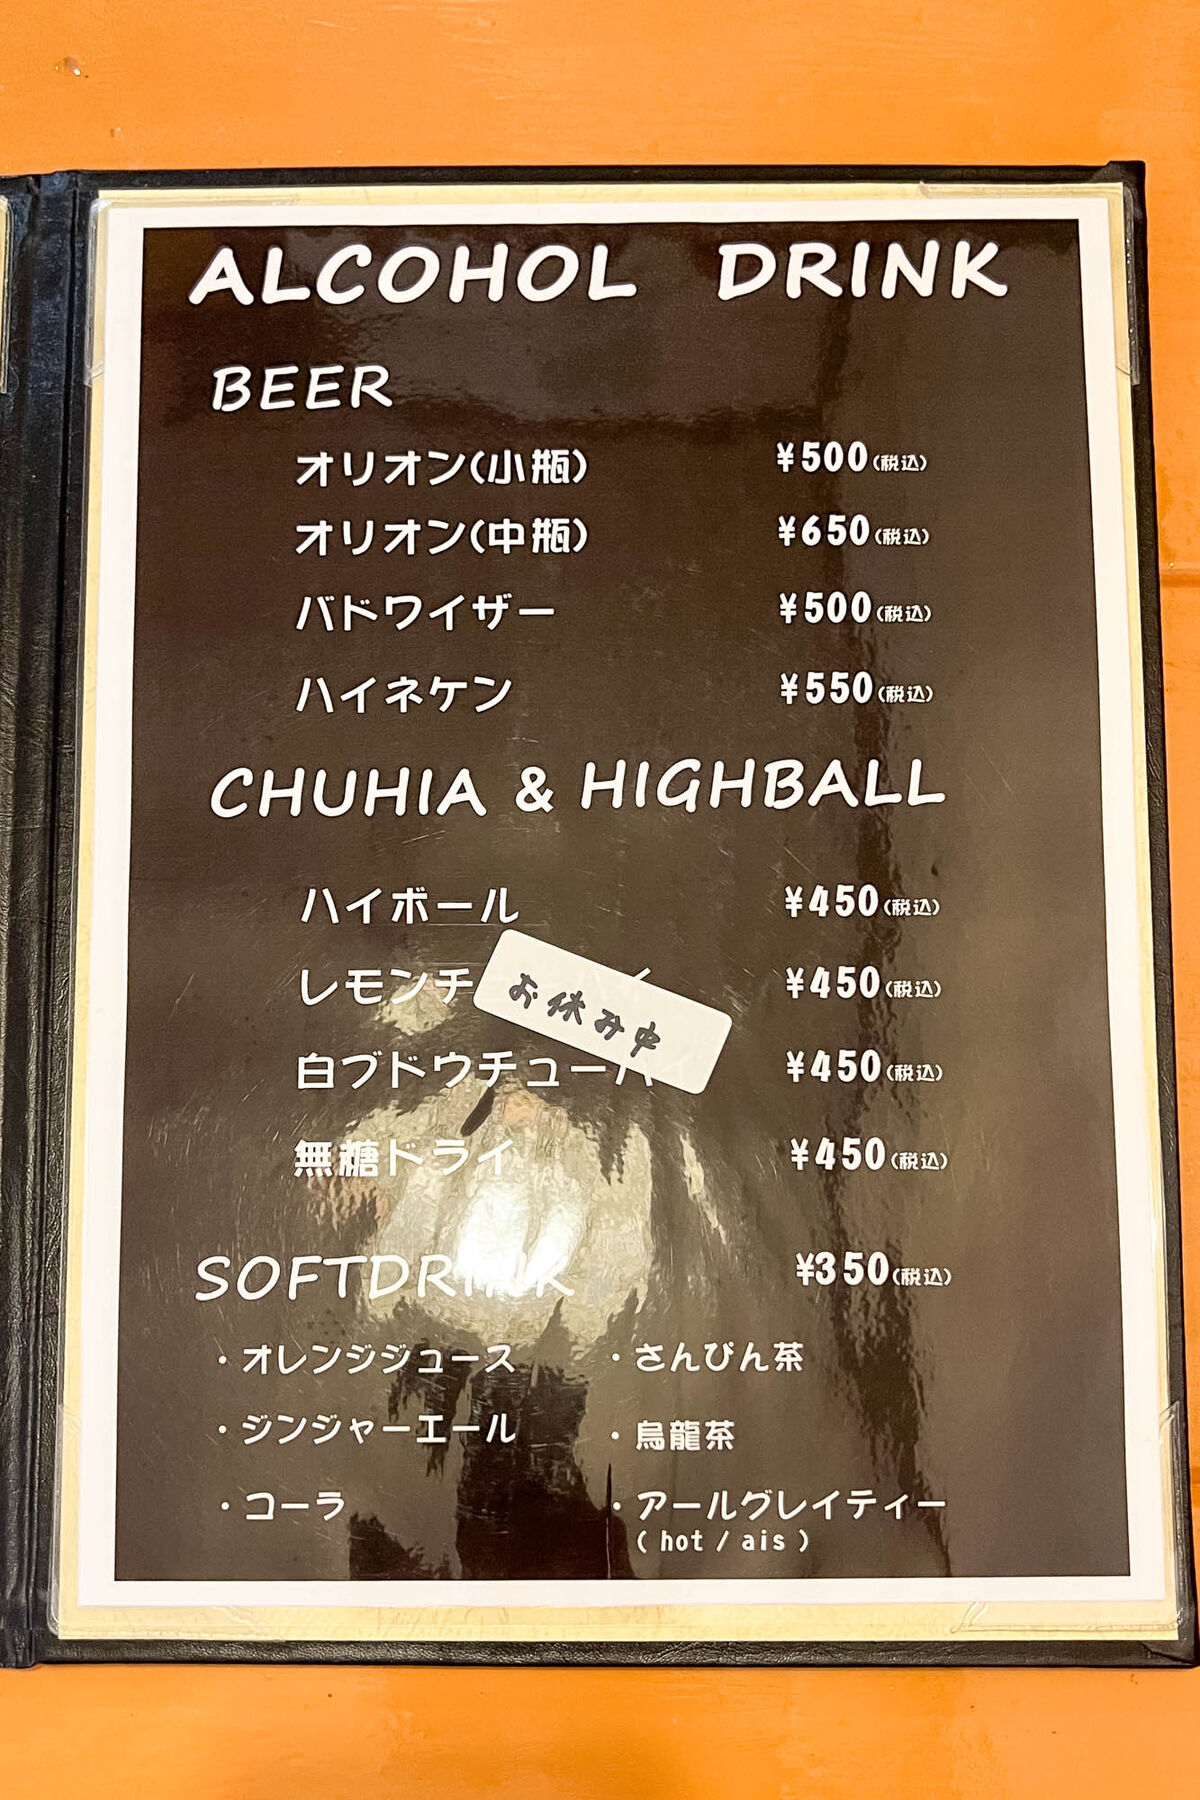 ALCOHOL DRINK
BEER
オリオン(小瓶) ¥500(税込)
オリオン(中瓶) ¥650(税込)
バドワイザー ¥500(税込)
ハイネケン ¥550(税込)
CHUHIA & HIGHBALL
ハイボール ¥450(税込)
レモンチ ¥450(税込)
お休み中
白ブドウチューハイ ¥450(税込)
無糖ドライ ¥450(税込)
SOFTDRINK ¥350(税込)
・オレンジジュース ・さんぴん茶
・ジンジャーエール ・烏龍茶
・コーラ ・アールグレイティー
(hot / ais)